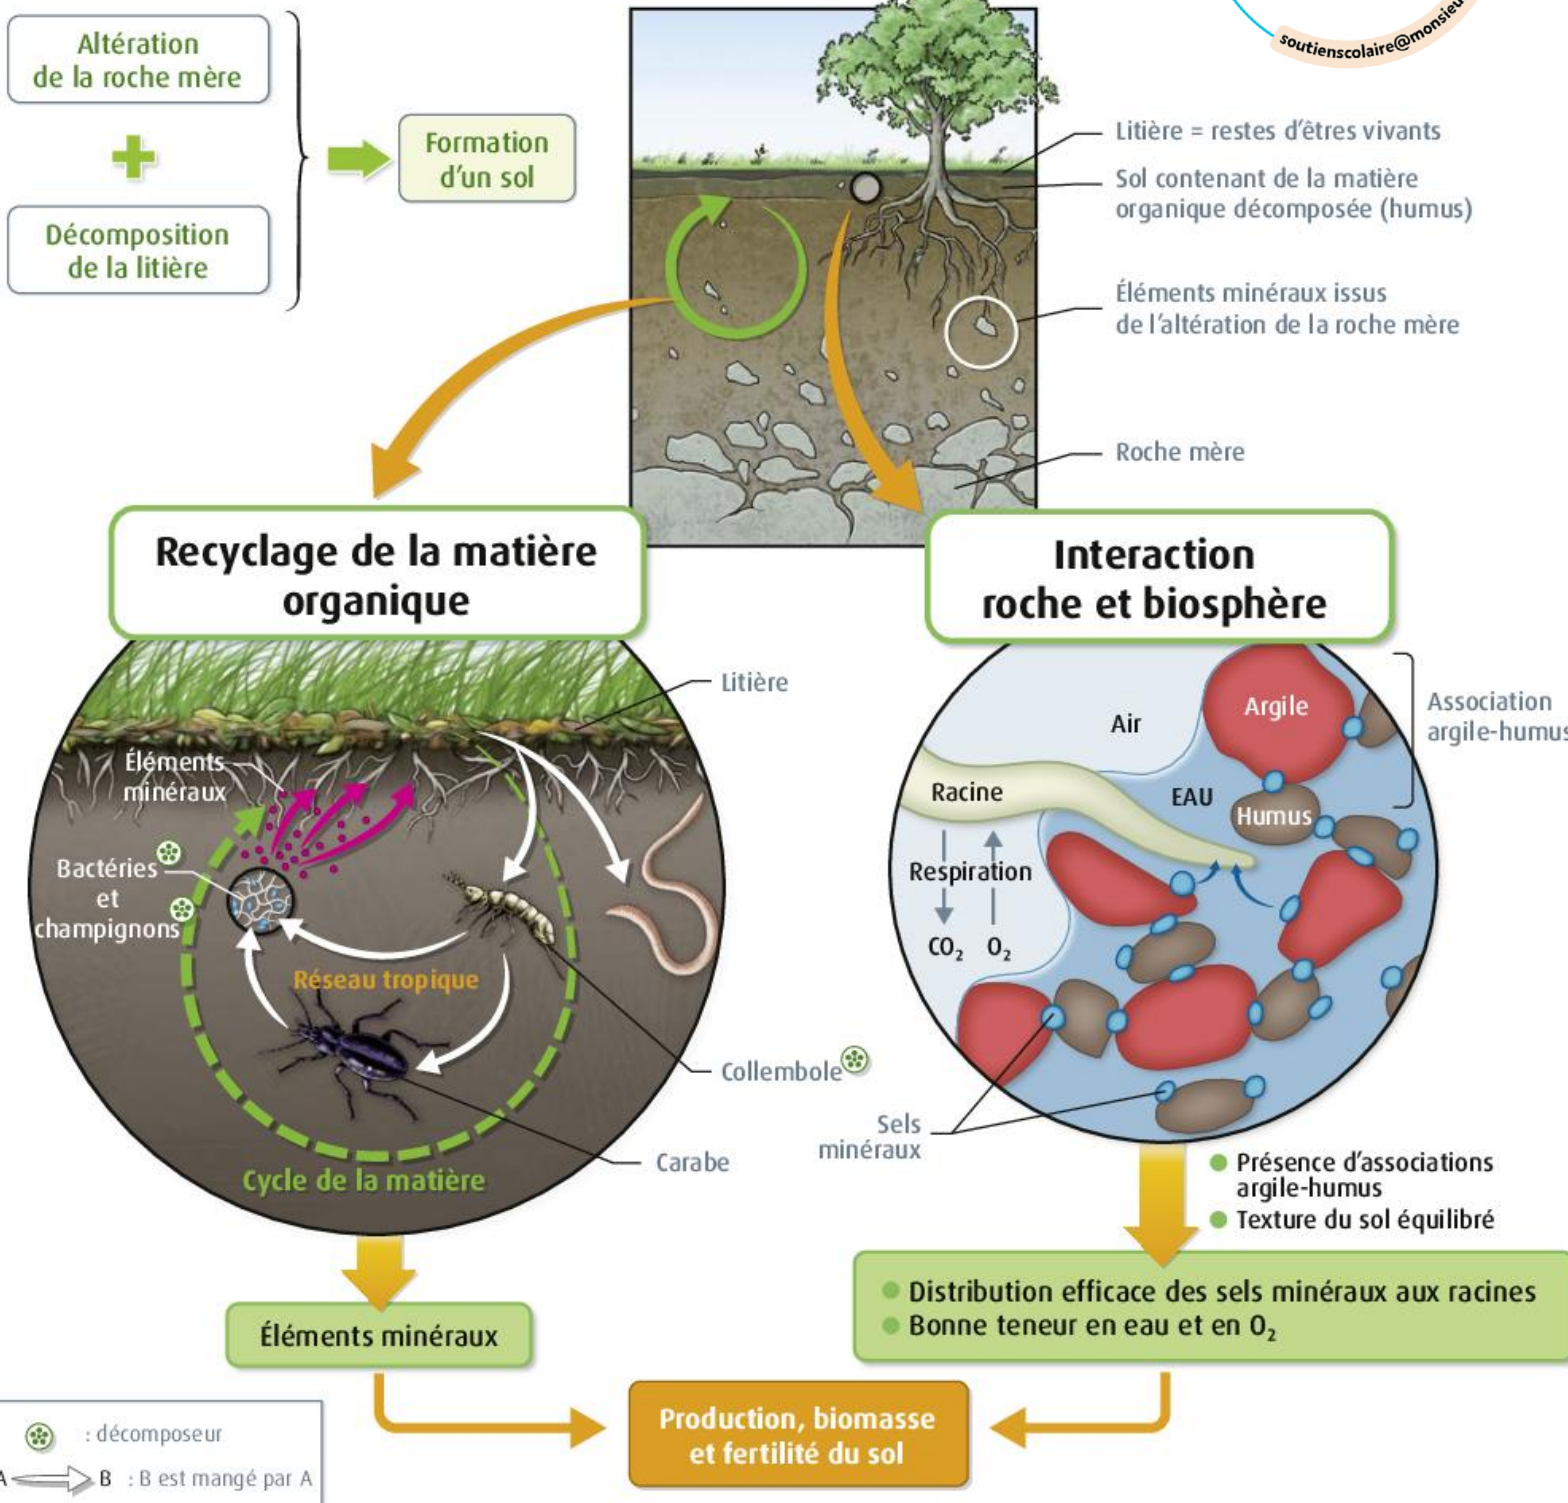 soutienscolaire@monsieu
Altération
de la roche mère
Décomposition
de la litière
Formation
d'un sol
Litière = restes d'êtres vivants
Sol contenant de la matière
organique décomposée (humus)
Éléments minéraux issus
de l'altération de la roche mère
Roche mère
Recyclage de la matière
organique
Litière
Éléments
minéraux
Bactéries
et
champignons
Réseau tropique
Cycle de la matière
Collembole
Carabe
Éléments minéraux
Interaction
roche et biosphère
Air
Argile
Association
argile-humus
Racine
EAU
Humus
Respiration
CO₂ O₂
Sels
minéraux
Présence d'associations
argile-humus
Texture du sol équilibré
Distribution efficace des sels minéraux aux racines
Bonne teneur en eau et en O₂
Production, biomasse
et fertilité du sol
: décomposeur
A B : B est mangé par A